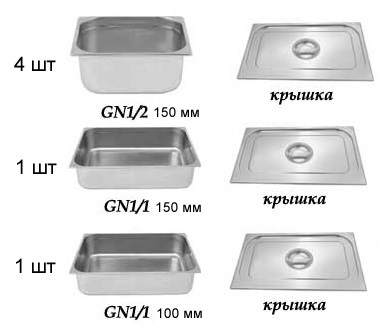 4 шт
крышка
GN1/2 150 мм
1 шт
крышка
GN1/1 150 мм
1 шт
крышка
GN1/1 100 мм